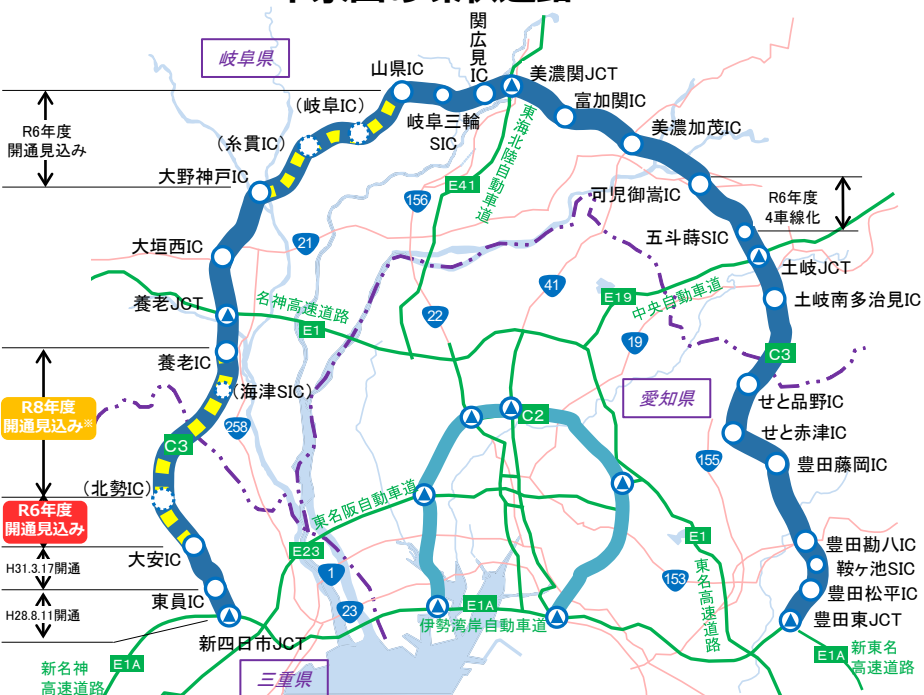 関広見IC
岐阜県
山県IC
美濃関JCT
(岐阜IC)
岐阜三輪
SIC
富加関IC
R6年度
開通見込み
(糸貫IC)
美濃加茂IC
東海北陸自動車道
大野神戸IC
E41
156
可児御嵩IC
R6年度
4車線化
大垣西IC
21
五斗蒔SIC
土岐JCT
養老JCT
名神高速道路
E1
22
41
E19
中央自動車道
土岐南多治見IC
19
養老IC
C3
(海津SIC)
愛知県
せと品野IC
R8年度
開通見込み※
C3
258
C2
せと赤津IC
155
豊田藤岡IC
(北勢IC)
東名阪自動車道
R6年度
開通見込み
大安IC
E23
E1
豊田勘八IC
H31.3.17開通
1
153
東名高速道路
鞍ヶ池SIC
東員IC
23
E1A
豊田松平IC
H28.8.11開通
伊勢湾岸自動車道
豊田東JCT
新四日市JCT
新名神
高速道路
E1A
三重県
E1A
新東名
高速道路